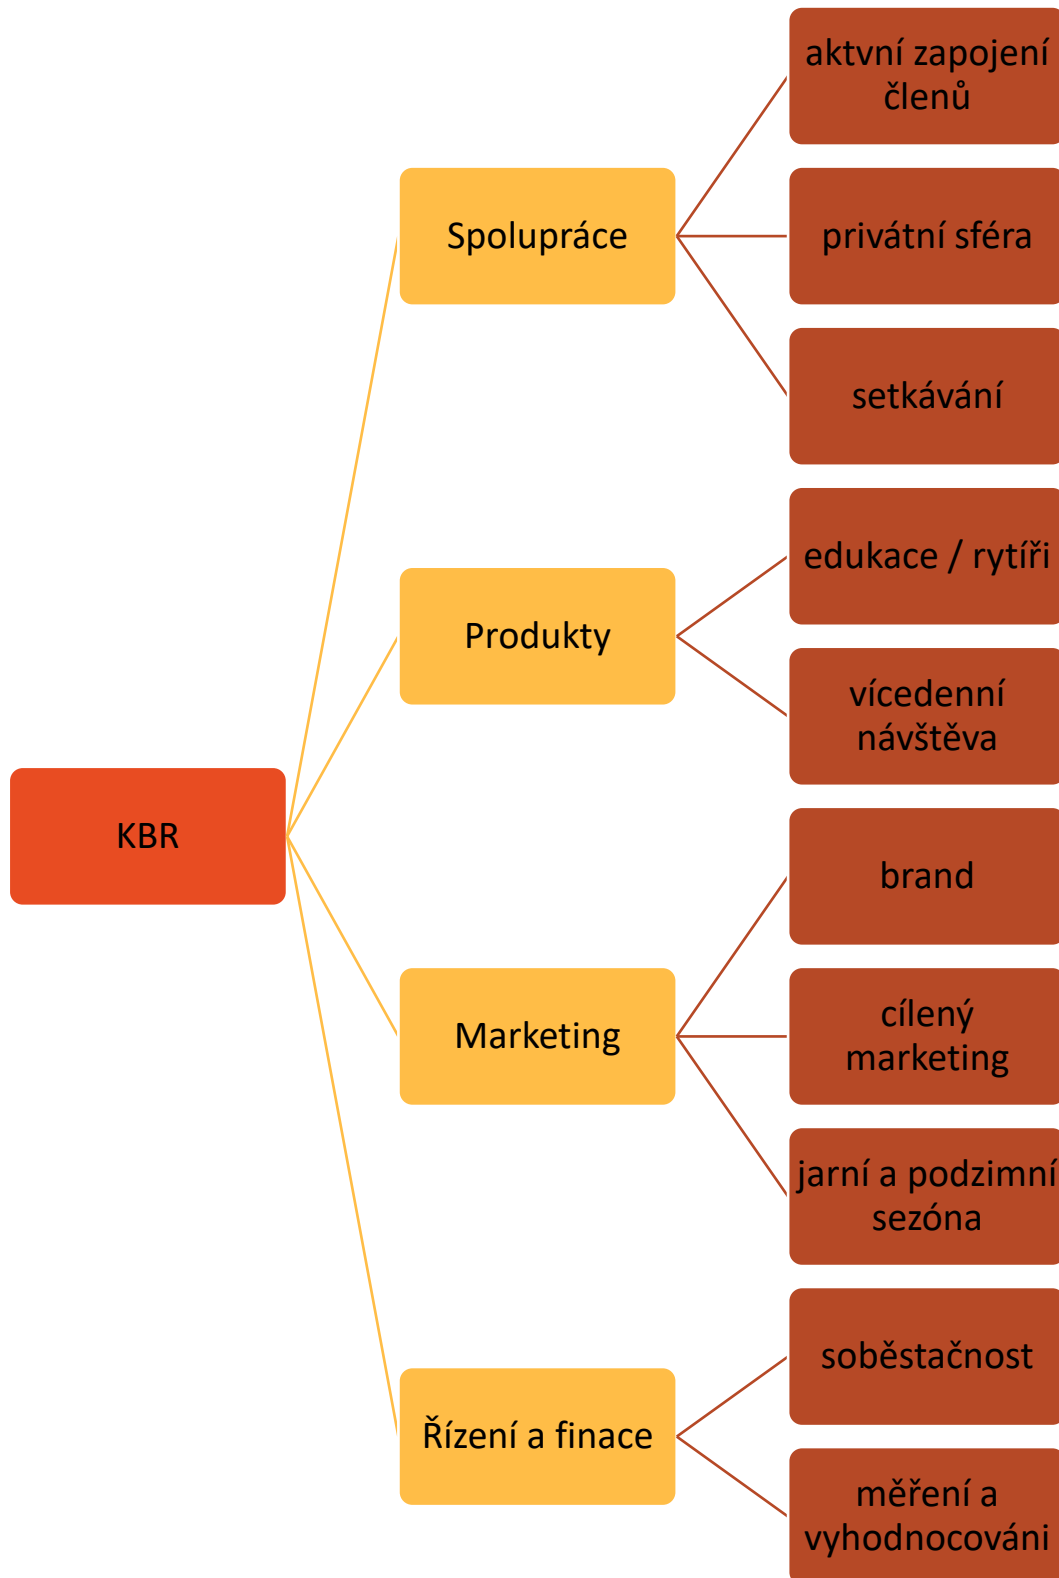 KBR
Spolupráce
aktvní zapojení
členů
privátní sféra
setkávání
Produkty
edukace / rytíři
vícedenní
návštěva
Marketing
brand
cílený
marketing
jarní a podzimní
sezóna
Řízení a finace
soběstačnost
měření a
vyhodnocováni